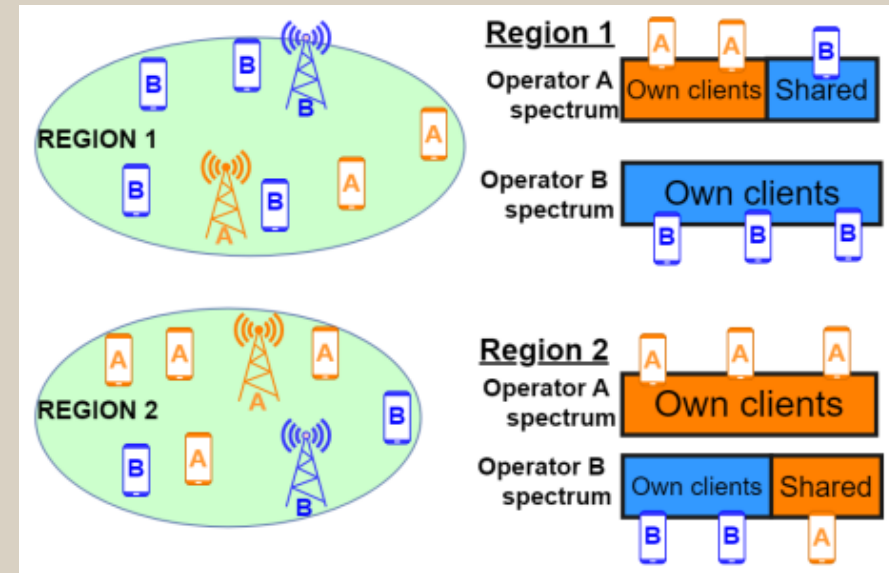 B
B
B
A
REGION 1
B
A
B
A
Region 1
A
A
B
Operator A
spectrum
Own clients
Shared
Operator B
spectrum
Own clients
B
B
B
A
A
A
A
REGION 2
B
B
A
B
Region 2
A
A
A
Operator A
spectrum
Own clients
Operator B
spectrum
Own clients
Shared
B
B
A